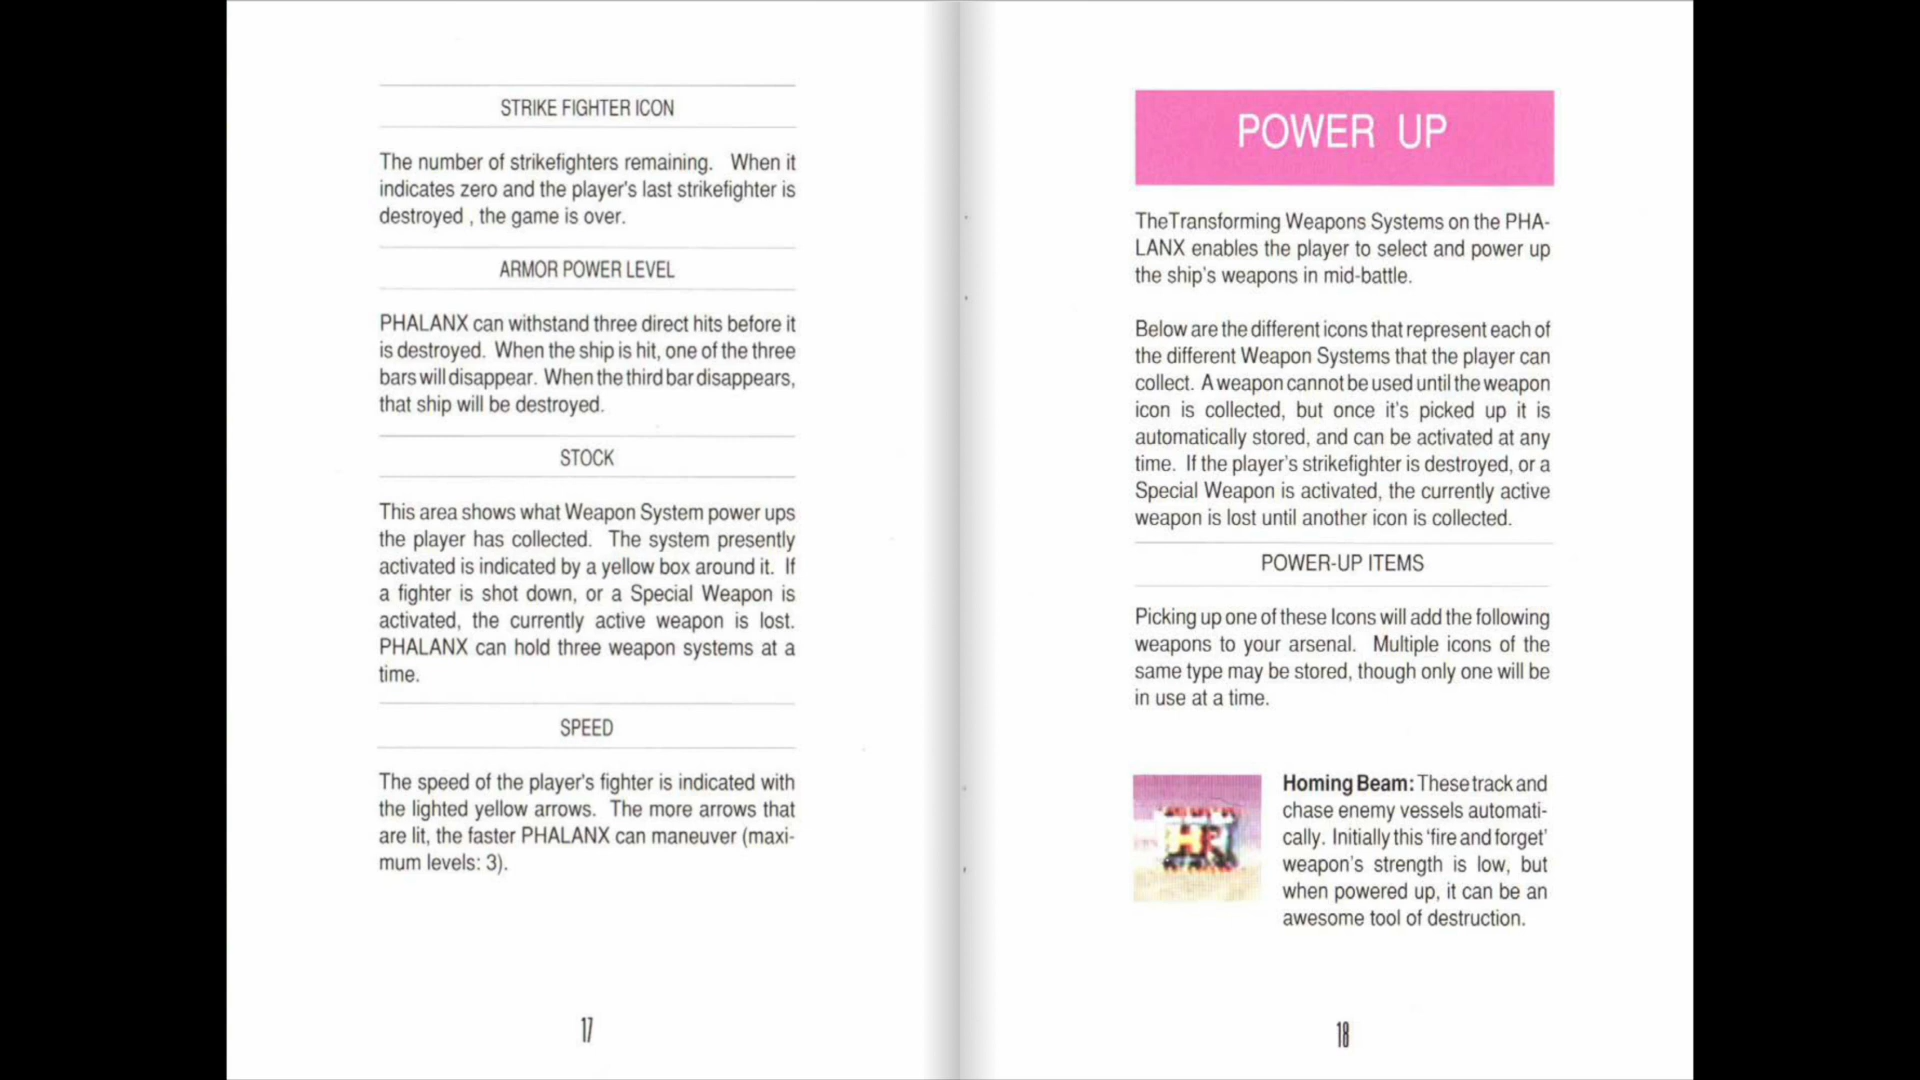 STRIKE FIGHTER ICON
The number of strikefighters remaining. When it
indicates zero and the player's last strikefighter is
destroyed , the game is over.
ARMOR POWER LEVEL
PHALANX can withstand three direct hits before it
is destroyed. When the ship is hit, one of the three
bars will disappear. When the third bar disappears,
that ship will be destroyed.
STOCK
This area shows what Weapon System power ups
the player has collected. The system presently
activated is indicated by a yellow box around it. If
a fighter is shot down, or a Special Weapon is
activated, the currently active weapon is lost.
PHALANX can hold three weapon systems at a
time.
SPEED
The speed of the player's fighter is indicated with
the lighted yellow arrows. The more arrows that
are lit, the faster PHALANX can maneuver (maxi-
mum levels: 3).
17
POWER UP
TheTransforming Weapons Systems on the PHA-
LANX enables the player to select and power up
the ship's weapons in mid-battle.
Below are the different icons that represent each of
the different Weapon Systems that the player can
collect. A weapon cannot be used until the weapon
icon is collected, but once it's picked up it is
automatically stored, and can be activated at any
time. If the player's strikefighter is destroyed, or a
Special Weapon is activated, the currently active
weapon is lost until another icon is collected.
POWER-UP ITEMS
Picking up one of these Icons will add the following
weapons to your arsenal. Multiple icons of the
same type may be stored, though only one will be
in use at a time.
Homing Beam: These track and
chase enemy vessels automati-
cally. Initially this 'fire and forget'
weapon's strength is low, but
when powered up, it can be an
awesome tool of destruction.
18